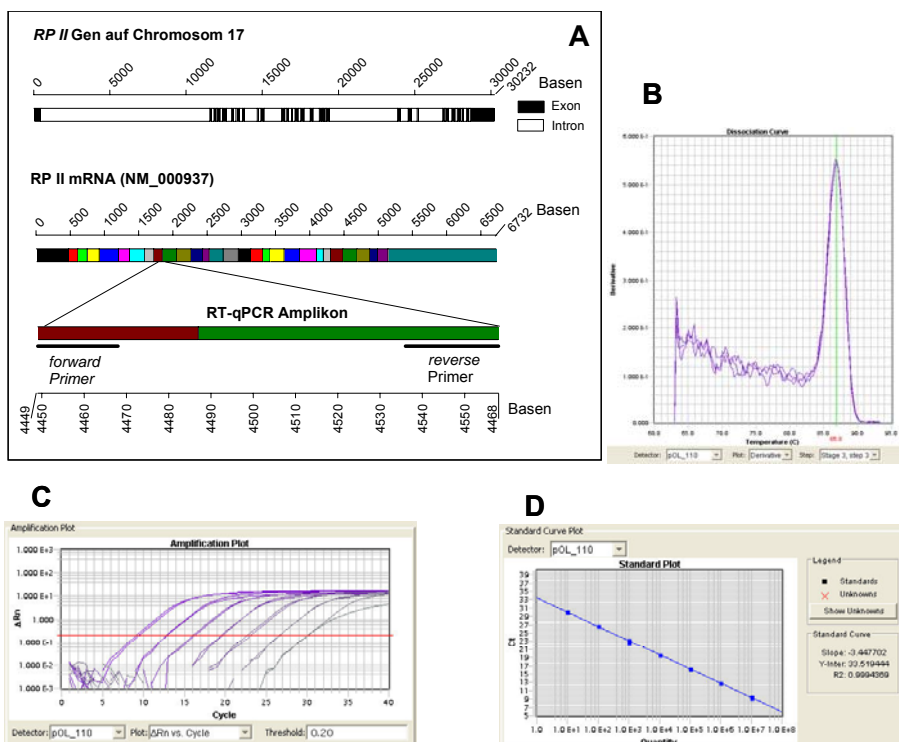 A
RP II Gen auf Chromosom 17
0 5000 10000 15000 20000 25000 30000 30232 Basen
Exon
Intron
RP II mRNA (NM_000937)
0 500 1000 1500 2000 2500 3000 3500 4000 4500 5000 5500 6000 6500 6732 Basen
RT-qPCR Amplikon
forward Primer
reverse Primer
4449 4450 4460 4470 4480 4490 4500 4510 4520 4530 4540 4550 4468 Basen
B
Dissociation Curve
Derivative
Temperature (C)
Detector: pOL_110 Plot: Derivative Step: Stage 3, step 3
C
Amplification Plot
Amplification Plot
1.000 E+3
1.000 E+2
1.000 E+1
1.000
1.000 E-1
1.000 E-2
1.000 E-3
ΔRn
0 5 10 15 20 25 30 35 40
Cycle
Detector: pOL_110 Plot: ΔRn vs. Cycle Threshold: 0.20
D
Standard Curve Plot
Detector: pOL_110
Standard Plot
39
35
33
31
29
27
25
23
21
19
17
15
13
11
9
7
5
Ct
1.0 1.0 E+1 1.0 E+2 1.0 E+3 1.0 E+4 1.0 E+5 1.0 E+6 1.0 E+7 1.0 E+8
Quantity
Legend
Standards
Unknowns
Show Unknowns
Standard Curve
Slope: -3.447702
Y-Inter: 33.519444
R2: 0.9994369